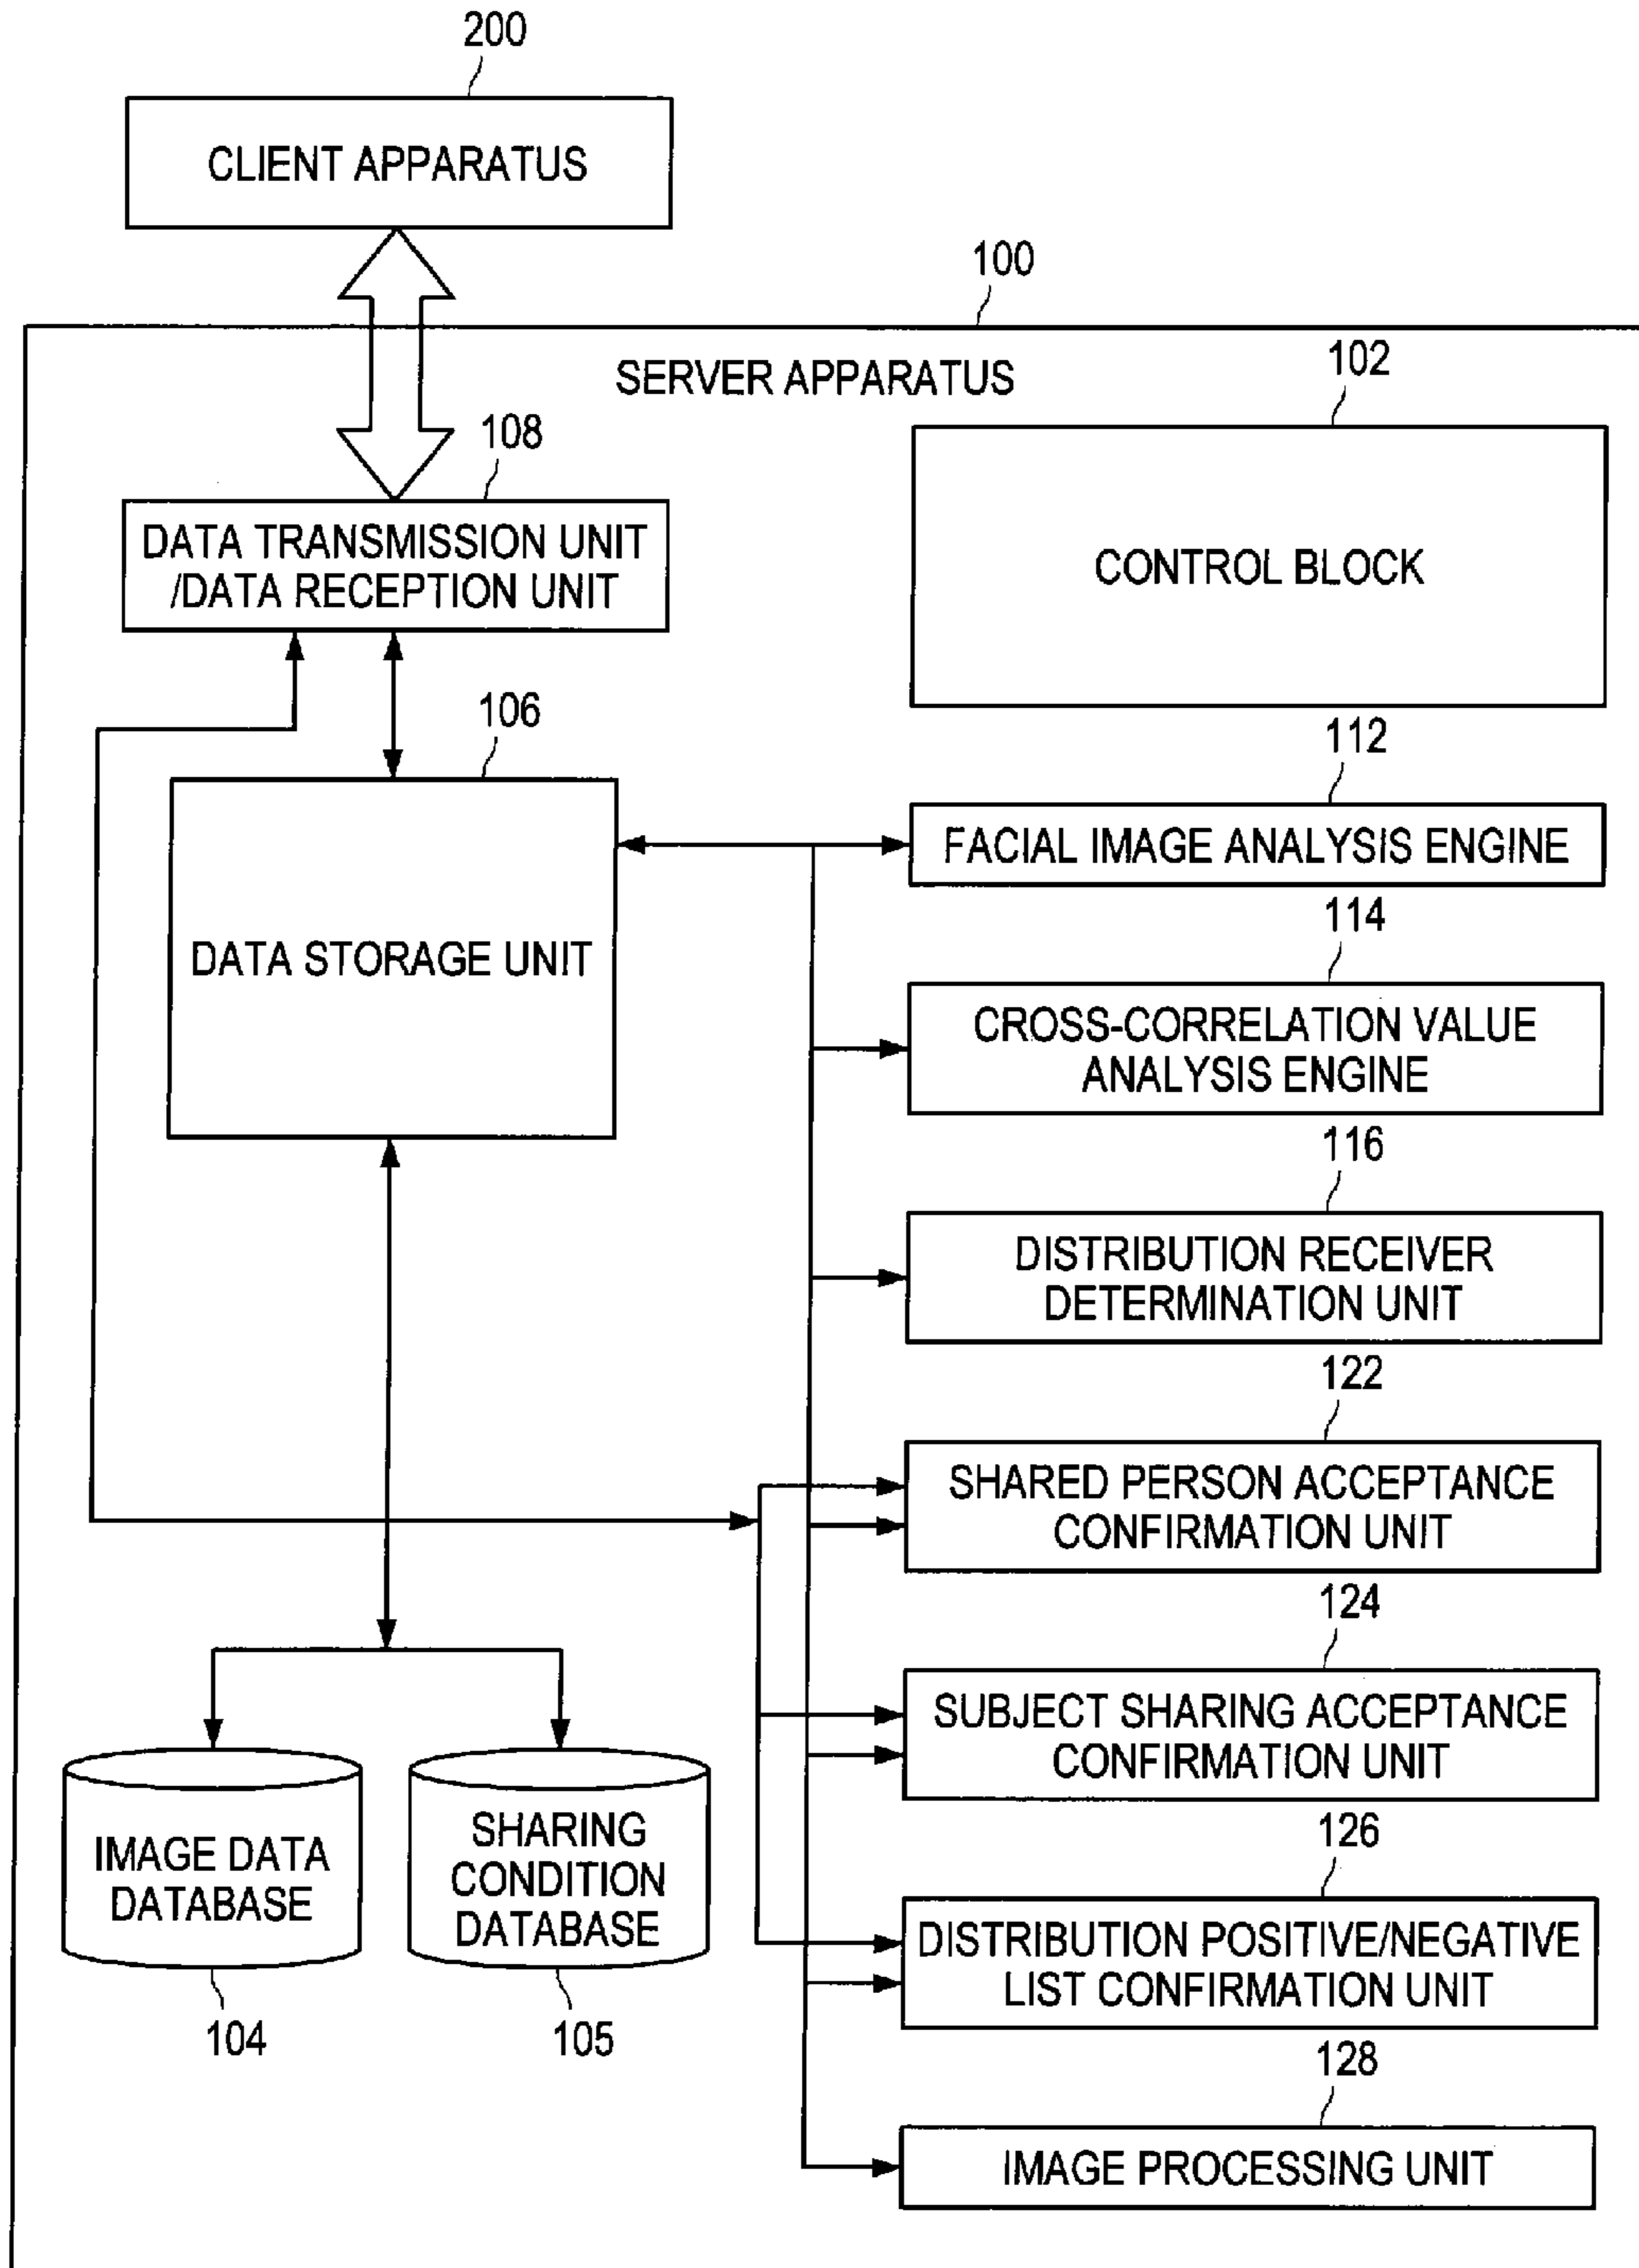 200
CLIENT APPARATUS
100
SERVER APPARATUS
102
CONTROL BLOCK
108
DATA TRANSMISSION UNIT
/DATA RECEPTION UNIT
106
DATA STORAGE UNIT
112
FACIAL IMAGE ANALYSIS ENGINE
114
CROSS-CORRELATION VALUE
ANALYSIS ENGINE
116
DISTRIBUTION RECEIVER
DETERMINATION UNIT
122
SHARED PERSON ACCEPTANCE
CONFIRMATION UNIT
124
SUBJECT SHARING ACCEPTANCE
CONFIRMATION UNIT
126
DISTRIBUTION POSITIVE/NEGATIVE
LIST CONFIRMATION UNIT
128
IMAGE PROCESSING UNIT
IMAGE DATA
DATABASE
104
SHARING
CONDITION
DATABASE
105